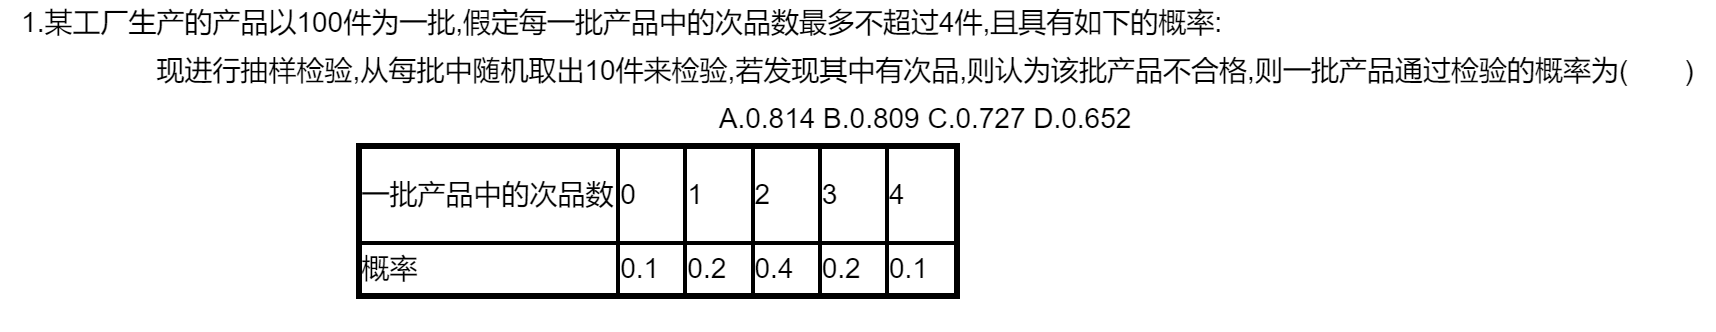 1.某工厂生产的产品以100件为一批,假定每一批产品中的次品数最多不超过4件,且具有如下的概率:
现进行抽样检验,从每批中随机取出10件来检验,若发现其中有次品,则认为该批产品不合格,则一批产品通过检验的概率为( )
A.0.814 B.0.809 C.0.727 D.0.652
一批产品中的次品数 0 1 2 3 4
概率 0.1 0.2 0.4 0.2 0.1